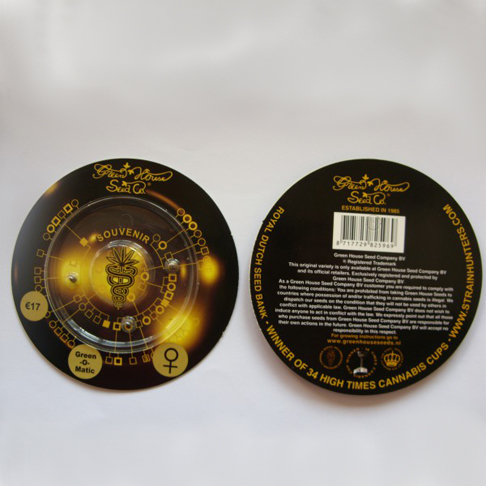 Green House
Seed Co.®
SOUVENIR
€17
Green
-O-
Matic
Green House
Seed Co.®
ESTABLISHED IN 1985
8 717729 825969
Green House Seed Company BV
® Registered Trademark
This original variety is only available at Green House Seed Company BV
and its official retailers. Exclusively registered and protected by
Green House Seed Company BV
As a Green House Seed Company BV customer you are required to comply with
the following conditions. You are prohibited from taking Green House Seeds to
countries where possession of and/or trafficking in cannabis seeds is illegal. We
dispatch our seeds on the condition that they will not be used by others in
conflict with applicable law. Green House Seed Company BV does not wish to
induce anyone to act in conflict with the law. We expressly point out that all those
who purchase seeds from Green House Seed Company BV are responsible for
their own actions in the future. Green House Seed Company BV will accept no
responsibility in this respect.
For growing instructions go to
www.greenhouseseeds.nl
ROYAL DUTCH SEED BANK • WINNER OF 34 HIGH TIMES CANNABIS CUPS • WWW.STRAINHUNTERS.COM